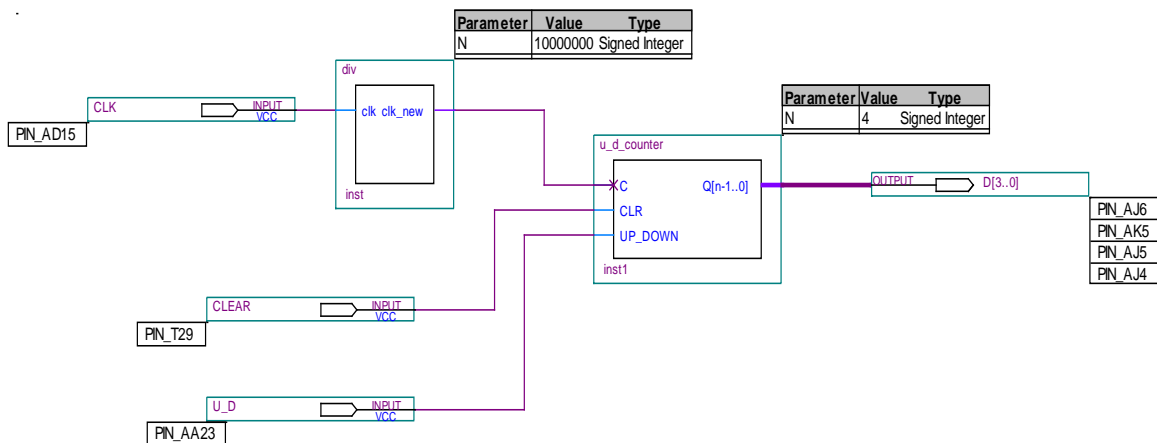 Parameter Value Type
N 10000000 Signed Integer
div
CLK INPUT
VCC
clk clk_new
PIN_AD15
inst
Parameter Value Type
N 4 Signed Integer
u_d_counter
C Q[n-1..0]
CLR
UP_DOWN
inst1
OUTPUT D[3..0]
PIN_AJ6
PIN_AK5
PIN_AJ5
PIN_AJ4
CLEAR INPUT
VCC
PIN_T29
U_D INPUT
VCC
PIN_AA23